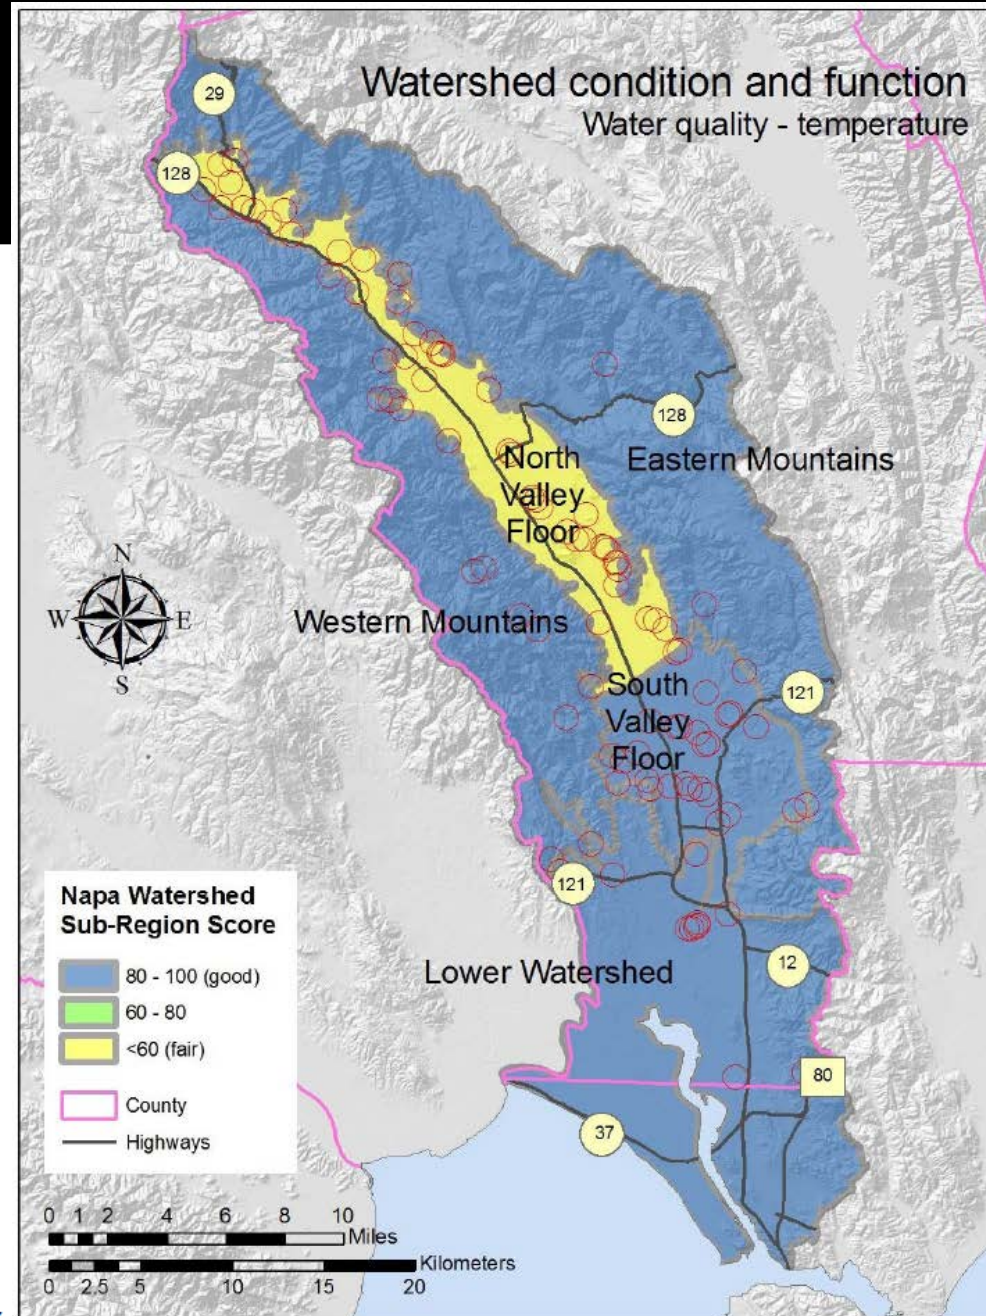 Watershed condition and function
Water quality - temperature
29
128
128
North
Valley
Floor
Eastern Mountains
N
W
E
S
Western Mountains
South
Valley
Floor
121
121
Lower Watershed
12
80
37
Napa Watershed
Sub-Region Score
80 - 100 (good)
60 - 80
<60 (fair)
County
Highways
0 1 2 4 6 8 10
Miles
Kilometers
0 2.5 5 10 15 20